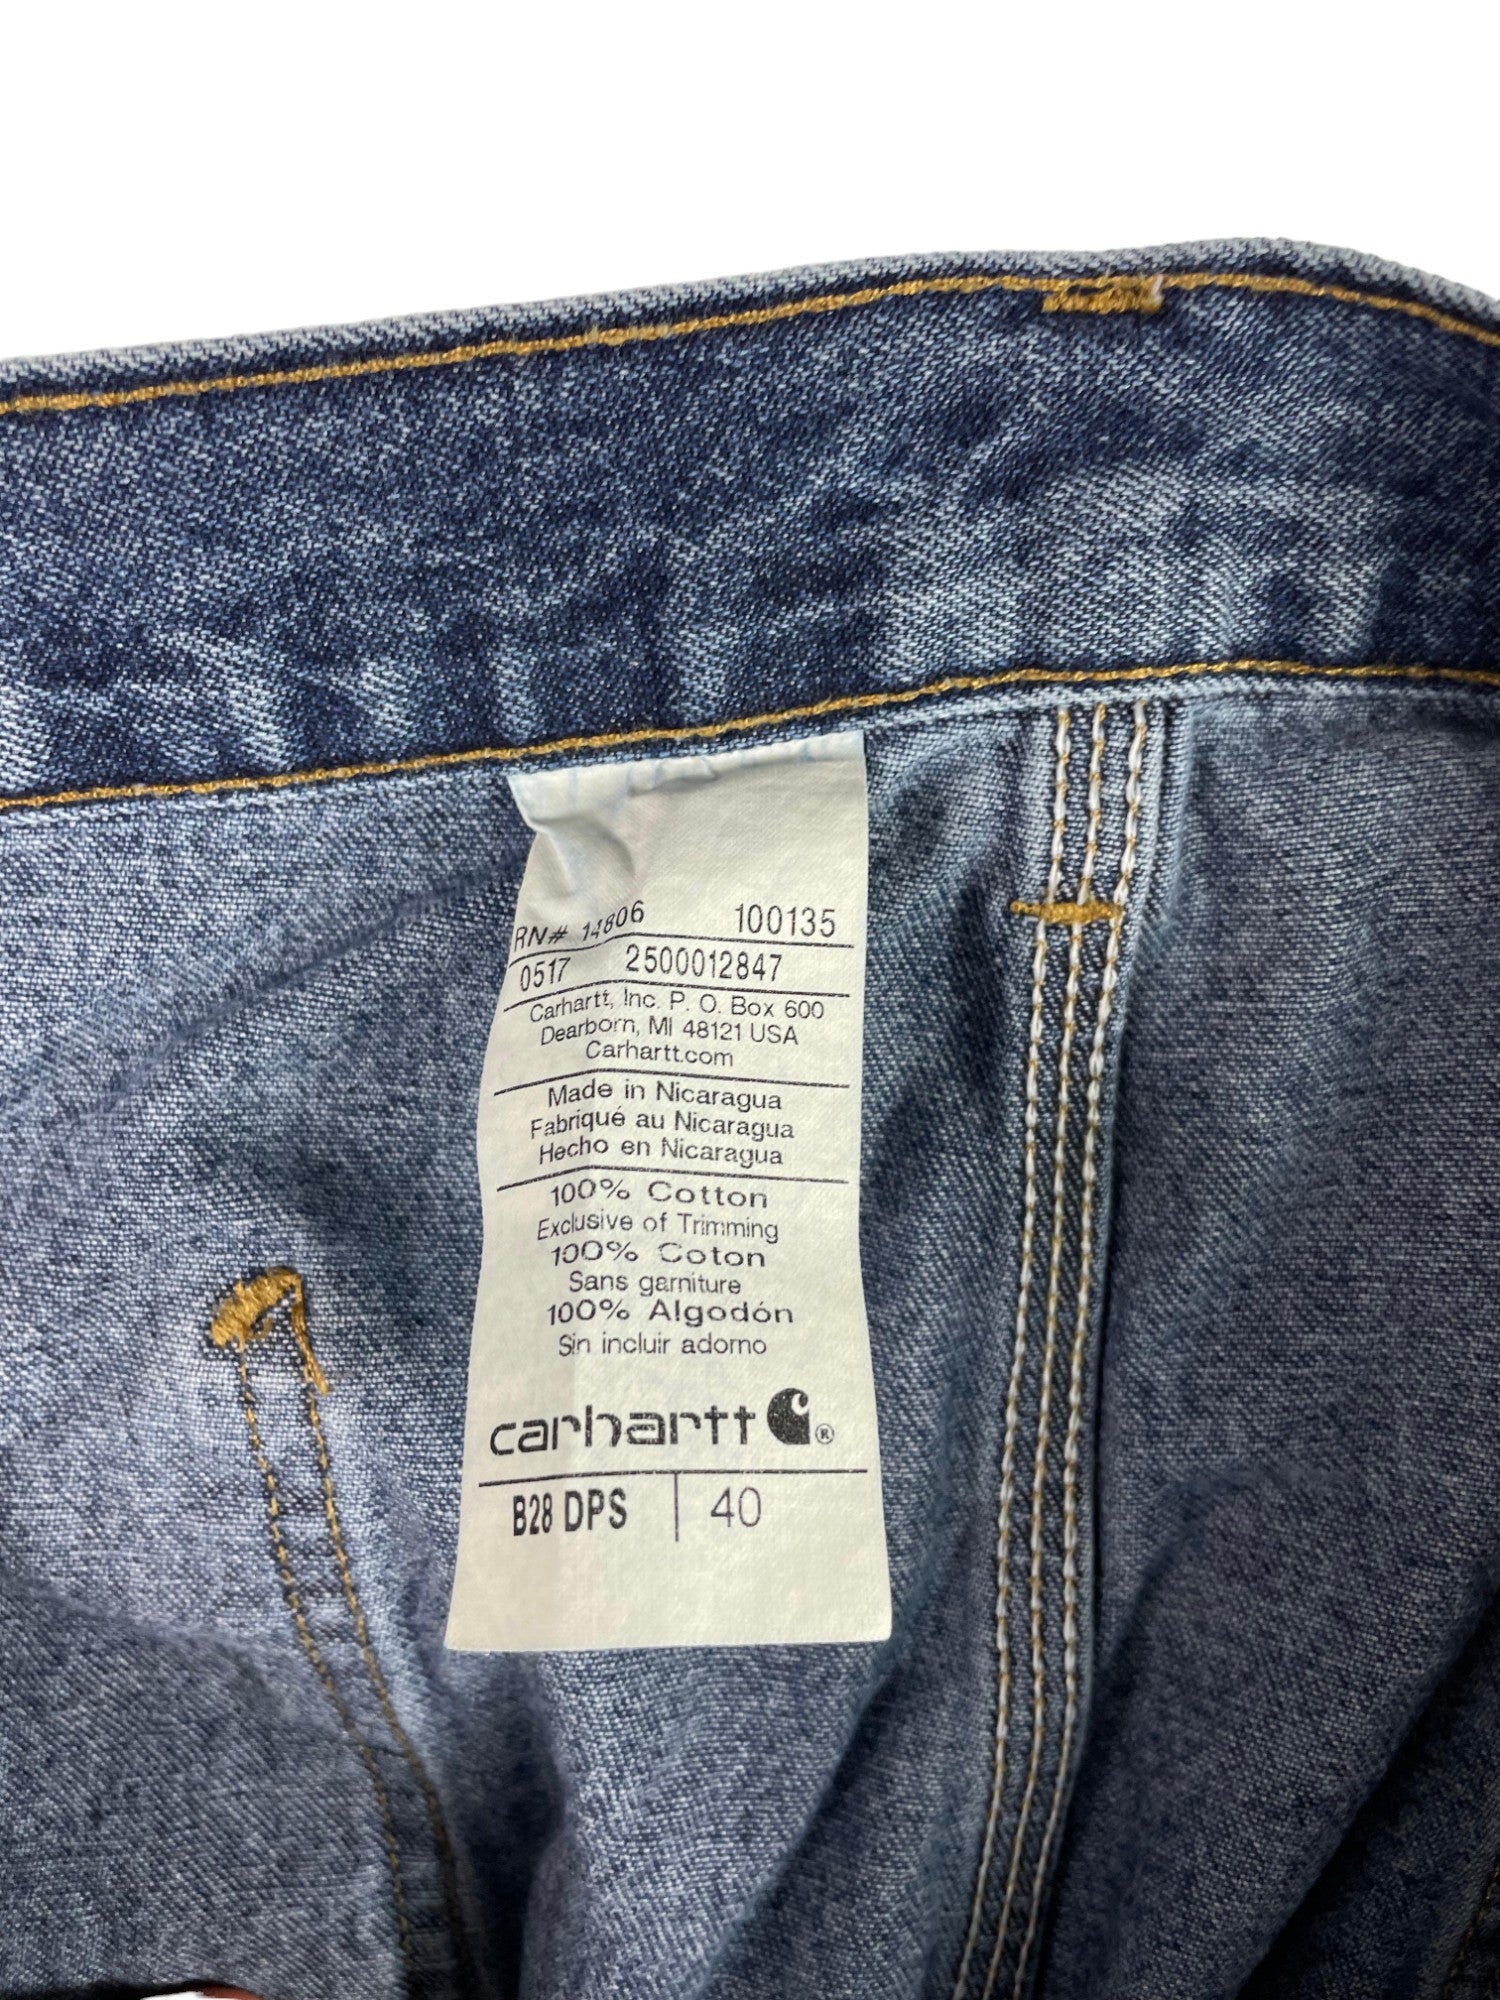 RN# 14806 100135
0517 2500012847
Carhartt, Inc. P. O. Box 600
Dearborn, MI 48121 USA
Carhartt.com
Made in Nicaragua
Fabriqué au Nicaragua
Hecho en Nicaragua
100% Cotton
Exclusive of Trimming
100% Coton
Sans garniture
100% Algodón
Sin incluir adorno
carhartt ®
B28 DPS 40